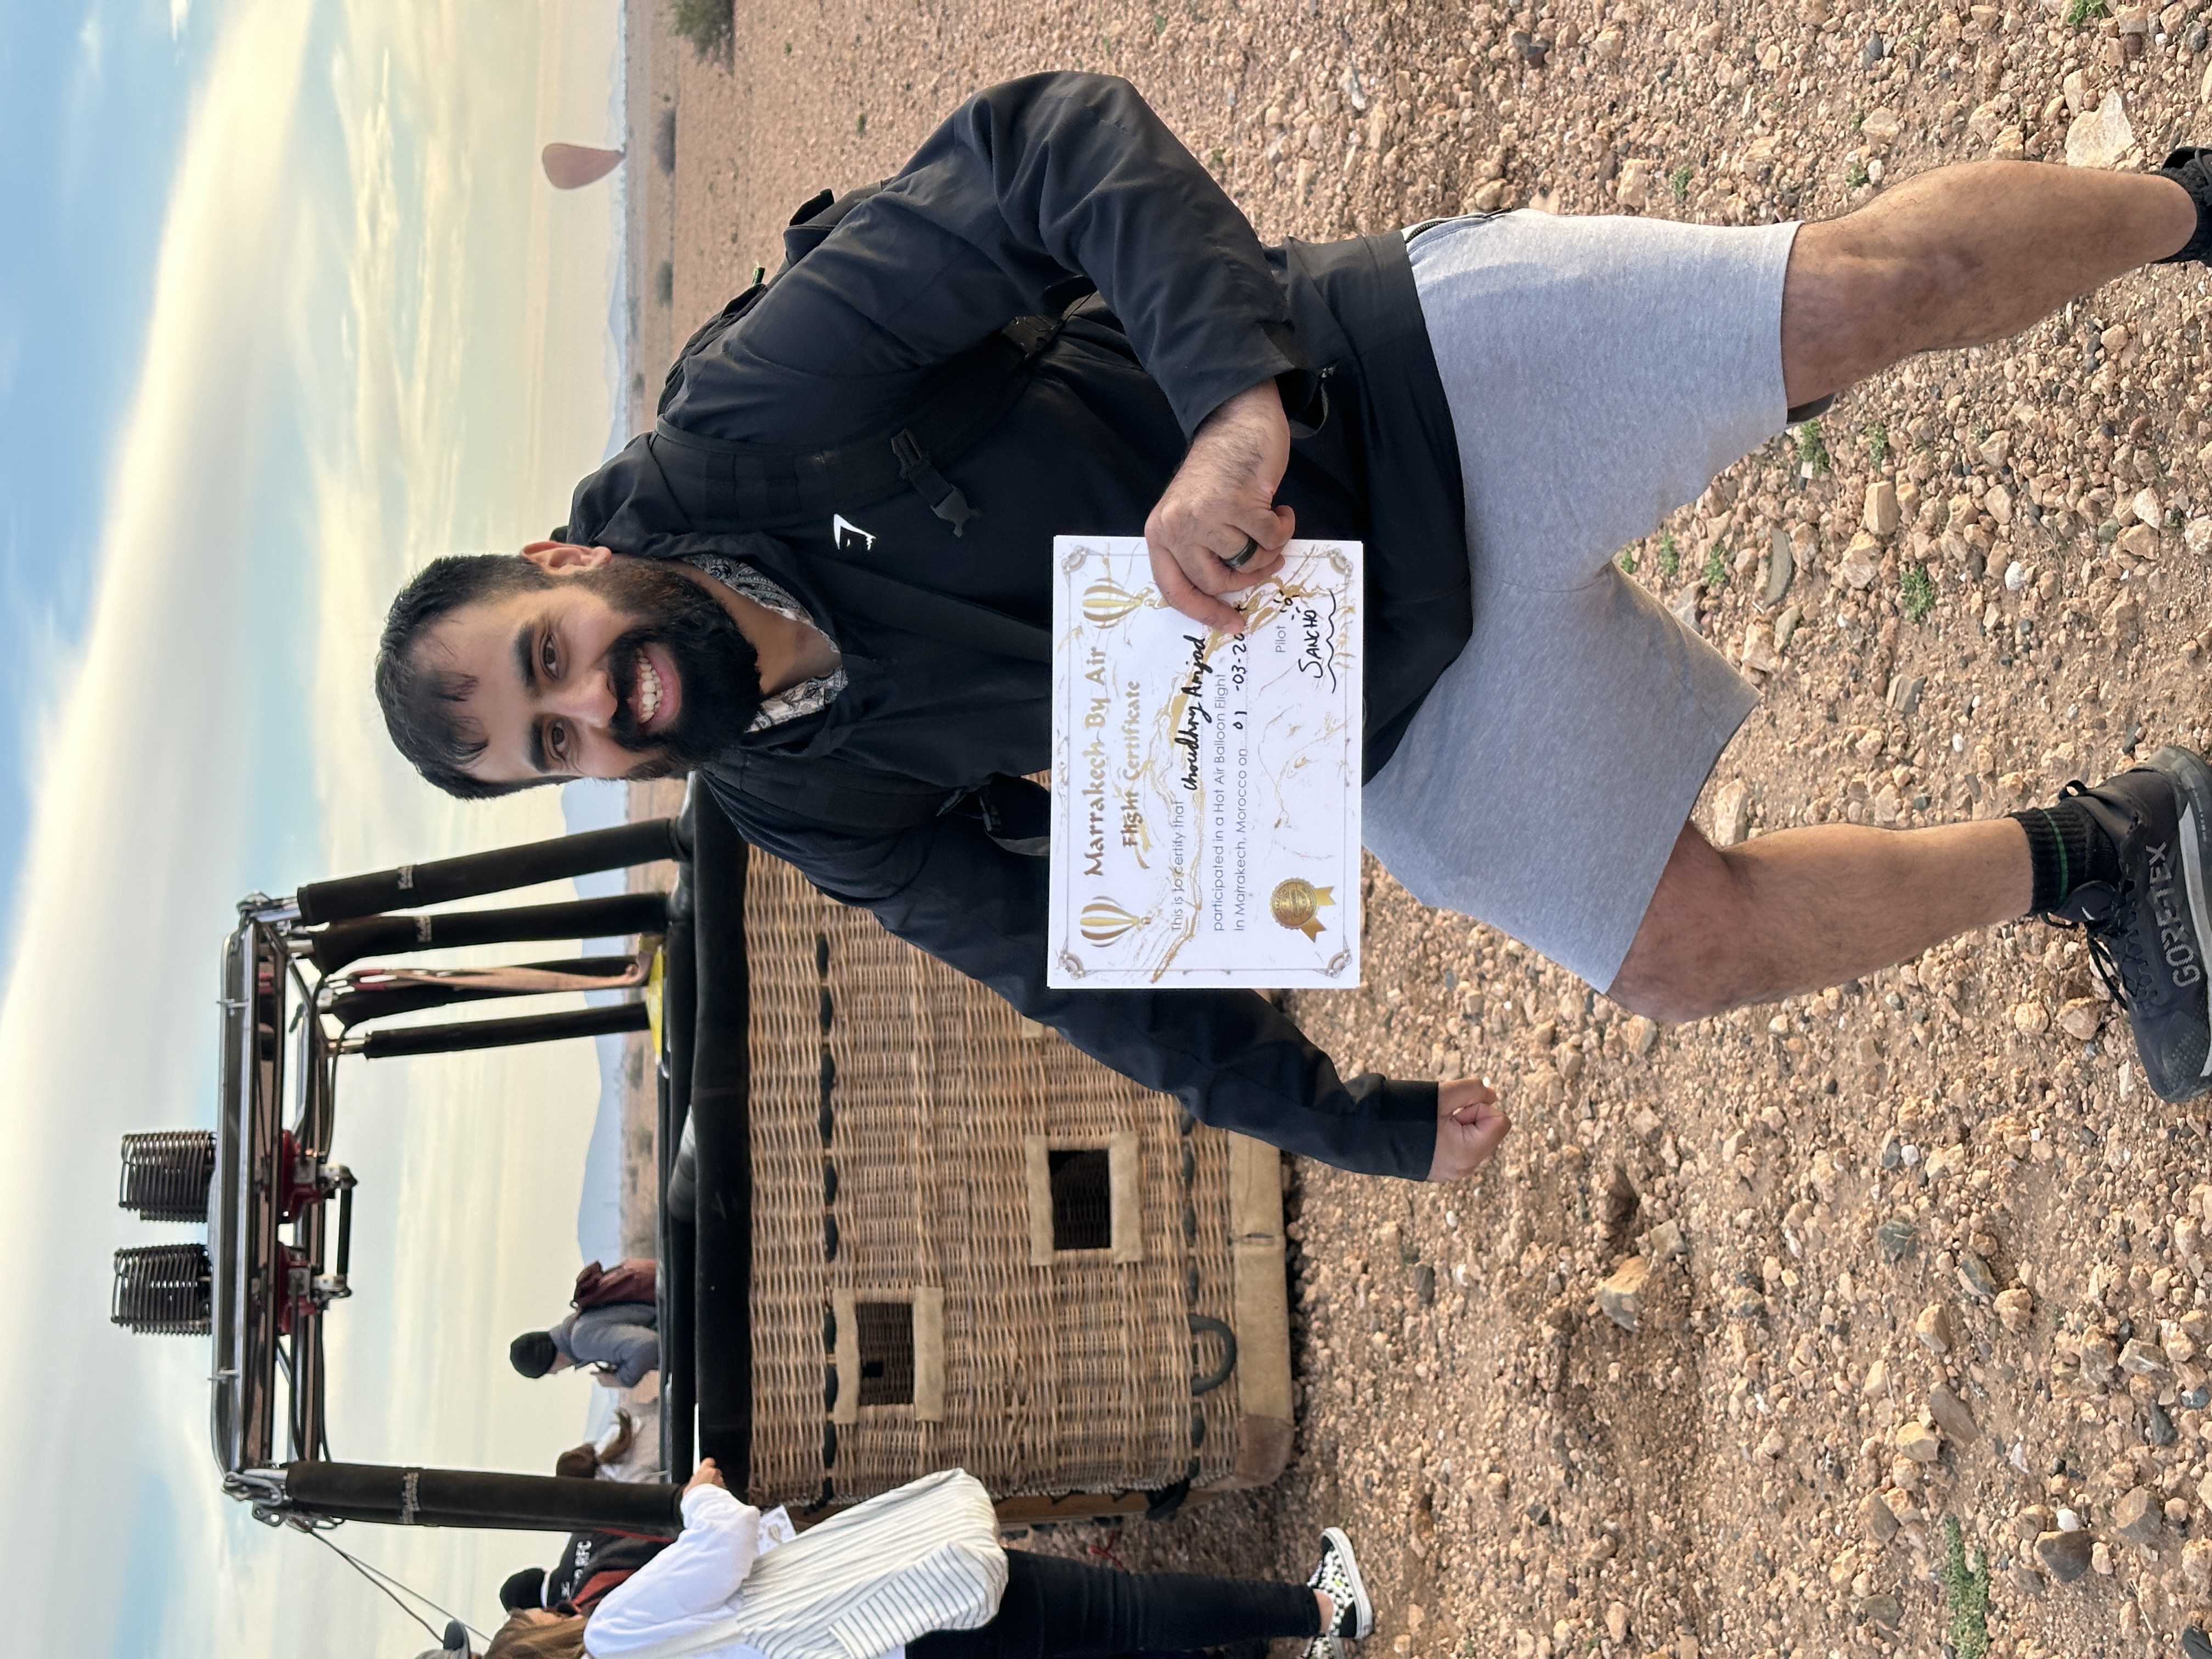 RFC
Marrakech By Air
Flight Certificate
This is to certify that Choudhry Amjad
participated in a Hot Air Balloon Flight
in Marrakech, Morocco on 01 -03-20
Pilot
SANCHO
GORE-TEX